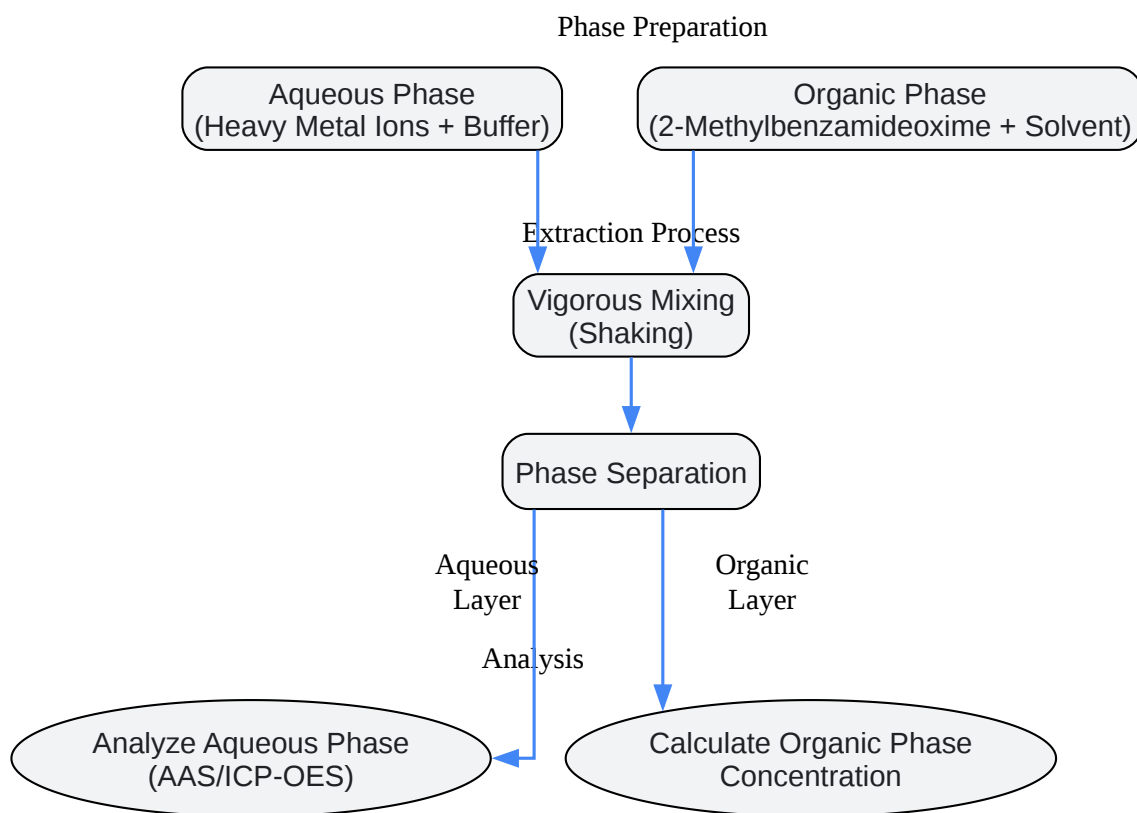 Phase Preparation
Aqueous Phase
(Heavy Metal Ions + Buffer)
Organic Phase
(2-Methylbenzamideoxime + Solvent)
Extraction Process
Vigorous Mixing
(Shaking)
Phase Separation
Aqueous
Layer
Organic
Layer
Analysis
Analyze Aqueous Phase
(AAS/ICP-OES)
Calculate Organic Phase
Concentration